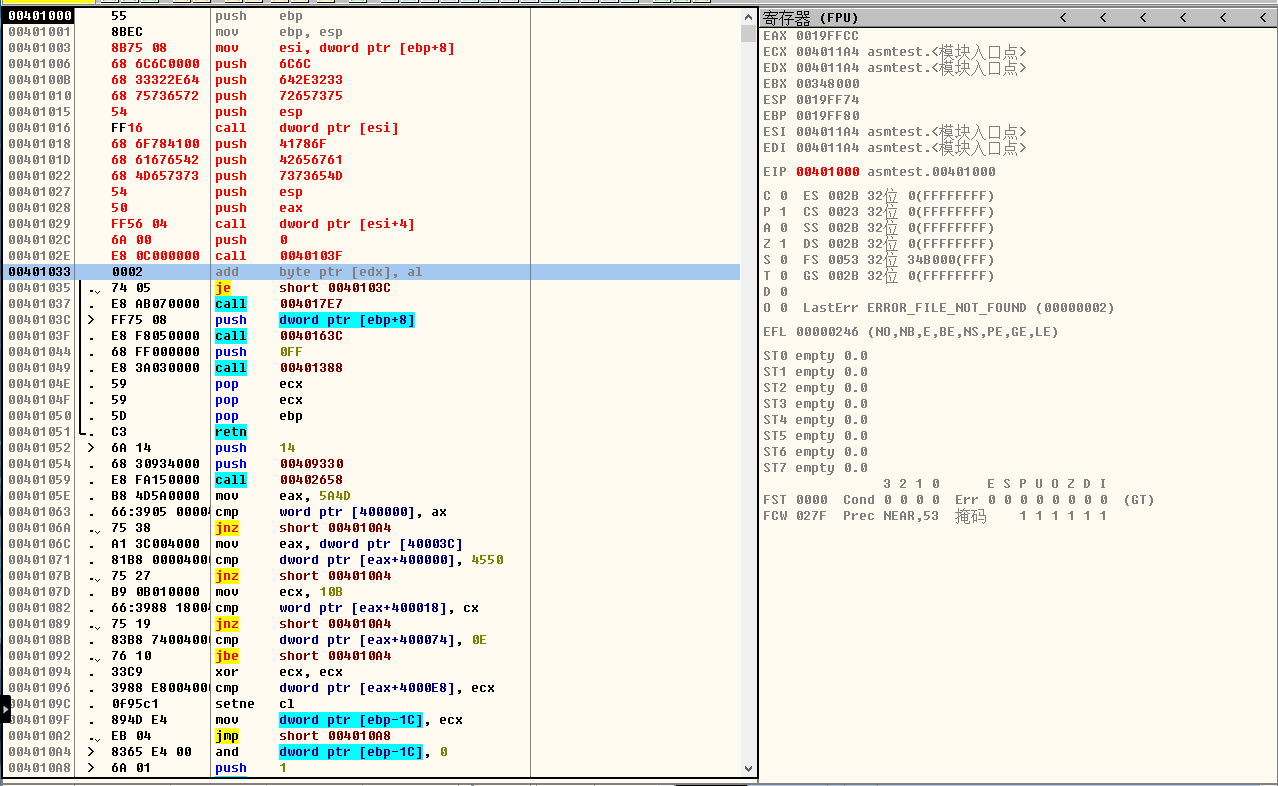 00401000 55 push ebp
00401001 8BEC mov ebp, esp
00401003 8B75 08 mov esi, dword ptr [ebp+8]
00401006 68 6C6C0000 push 6C6C
0040100B 68 33322E64 push 642E3233
00401010 68 75736572 push 72657375
00401015 54 push esp
00401016 FF16 call dword ptr [esi]
00401018 68 6F784100 push 41786F
0040101D 68 61676542 push 42656761
00401022 68 4D657373 push 7373654D
00401027 54 push esp
00401028 50 push eax
00401029 FF56 04 call dword ptr [esi+4]
0040102C 6A 00 push 0
0040102E E8 0C000000 call 0040103F
00401033 0002 add byte ptr [edx], al
00401035 .⌄ 74 05 je short 0040103C
00401037 . E8 AB070000 call 004017E7
0040103C > FF75 08 push dword ptr [ebp+8]
0040103F . E8 F8050000 call 0040163C
00401044 . 68 FF000000 push 0FF
00401049 . E8 3A030000 call 00401388
0040104E . 59 pop ecx
0040104F . 59 pop ecx
00401050 . 5D pop ebp
00401051 . C3 retn
00401052 > 6A 14 push 14
00401054 . 68 30934000 push 00409330
00401059 . E8 FA150000 call 00402658
0040105E . B8 4D5A0000 mov eax, 5A4D
00401063 . 66:3905 00004 cmp word ptr [400000], ax
0040106A .⌄ 75 38 jnz short 004010A4
0040106C . A1 3C004000 mov eax, dword ptr [40003C]
00401071 . 81B8 00004000 cmp dword ptr [eax+400000], 4550
0040107B .⌄ 75 27 jnz short 004010A4
0040107D . B9 0B010000 mov ecx, 10B
00401082 . 66:3988 18004 cmp word ptr [eax+400018], cx
00401089 .⌄ 75 19 jnz short 004010A4
0040108B . 83B8 74004000 cmp dword ptr [eax+400074], 0E
00401092 .⌄ 76 10 jbe short 004010A4
00401094 . 33C9 xor ecx, ecx
00401096 . 3988 E8004000 cmp dword ptr [eax+4000E8], ecx
0040109C . 0f95c1 setne cl
0040109F . 894D E4 mov dword ptr [ebp-1C], ecx
004010A2 .⌄ EB 04 jmp short 004010A8
004010A4 > 8365 E4 00 and dword ptr [ebp-1C], 0
004010A8 > 6A 01 push 1
寄存器 (FPU) < < < < < <
EAX 0019FFCC
ECX 004011A4 asmtest.<模块入口点>
EDX 004011A4 asmtest.<模块入口点>
EBX 00348000
ESP 0019FF74
EBP 0019FF80
ESI 004011A4 asmtest.<模块入口点>
EDI 004011A4 asmtest.<模块入口点>
EIP 00401000 asmtest.00401000
C 0 ES 002B 32位 0(FFFFFFFF)
P 1 CS 0023 32位 0(FFFFFFFF)
A 0 SS 002B 32位 0(FFFFFFFF)
Z 1 DS 002B 32位 0(FFFFFFFF)
S 0 FS 0053 32位 34B000(FFF)
T 0 GS 002B 32位 0(FFFFFFFF)
D 0
O 0 LastErr ERROR_FILE_NOT_FOUND (00000002)
EFL 00000246 (NO,NB,E,BE,NS,PE,GE,LE)
ST0 empty 0.0
ST1 empty 0.0
ST2 empty 0.0
ST3 empty 0.0
ST4 empty 0.0
ST5 empty 0.0
ST6 empty 0.0
ST7 empty 0.0
3 2 1 0 E S P U O Z D I
FST 0000 Cond 0 0 0 0 Err 0 0 0 0 0 0 0 0 (GT)
FCW 027F Prec NEAR,53 掩码 1 1 1 1 1 1